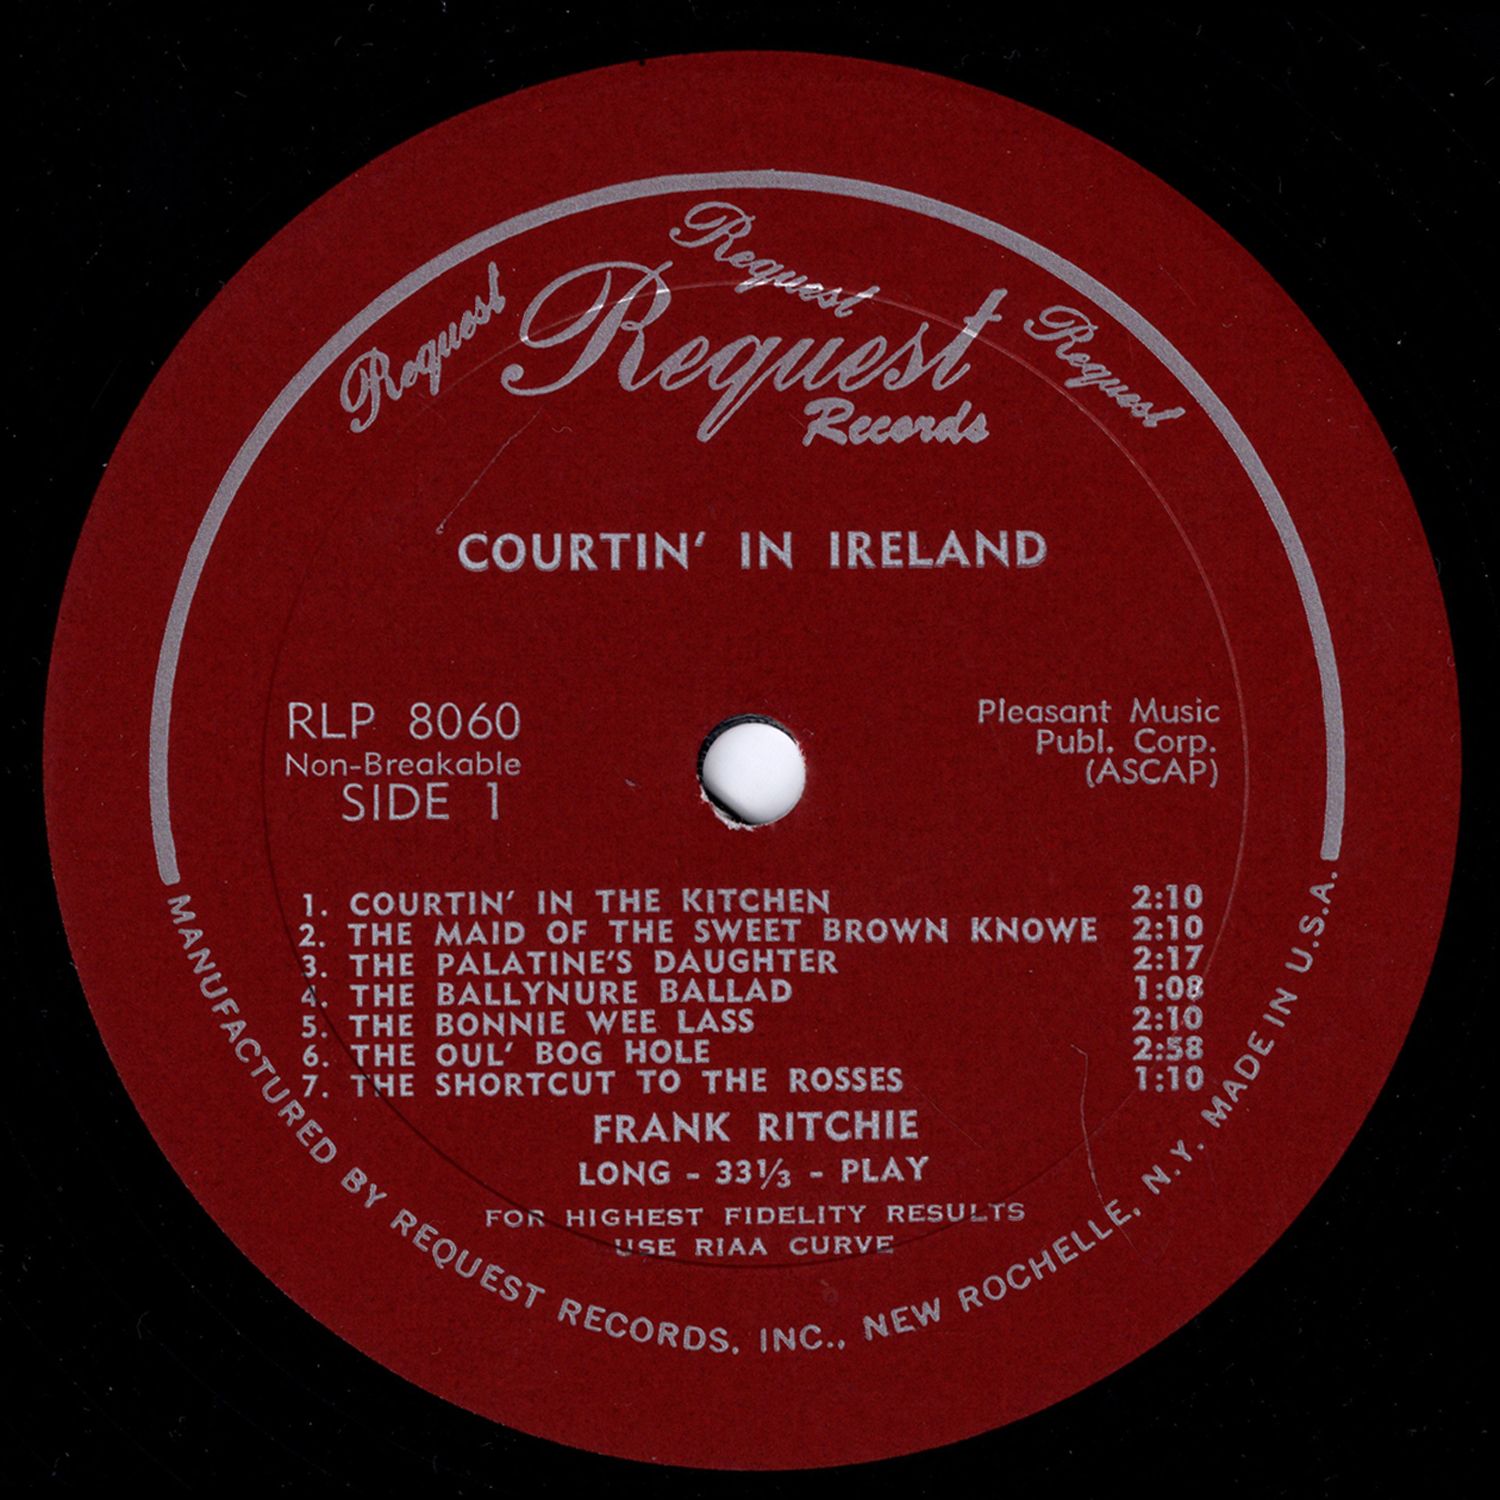 Request
Request
Request
Request
Records
COURTIN' IN IRELAND
RLP 8060
Non-Breakable
SIDE 1
Pleasant Music
Publ. Corp.
(ASCAP)
1. COURTIN' IN THE KITCHEN 2:10
2. THE MAID OF THE SWEET BROWN KNOWE 2:10
3. THE PALATINE'S DAUGHTER 2:17
4. THE BALLYNURE BALLAD 1:08
5. THE BONNIE WEE LASS 2:10
6. THE OUL' BOG HOLE 2:58
7. THE SHORTCUT TO THE ROSSES 1:10
FRANK RITCHIE
LONG - 33⅓ - PLAY
FOR HIGHEST FIDELITY RESULTS
USE RIAA CURVE
MANUFACTURED BY REQUEST RECORDS, INC., NEW ROCHELLE, N.Y. MADE IN U.S.A.